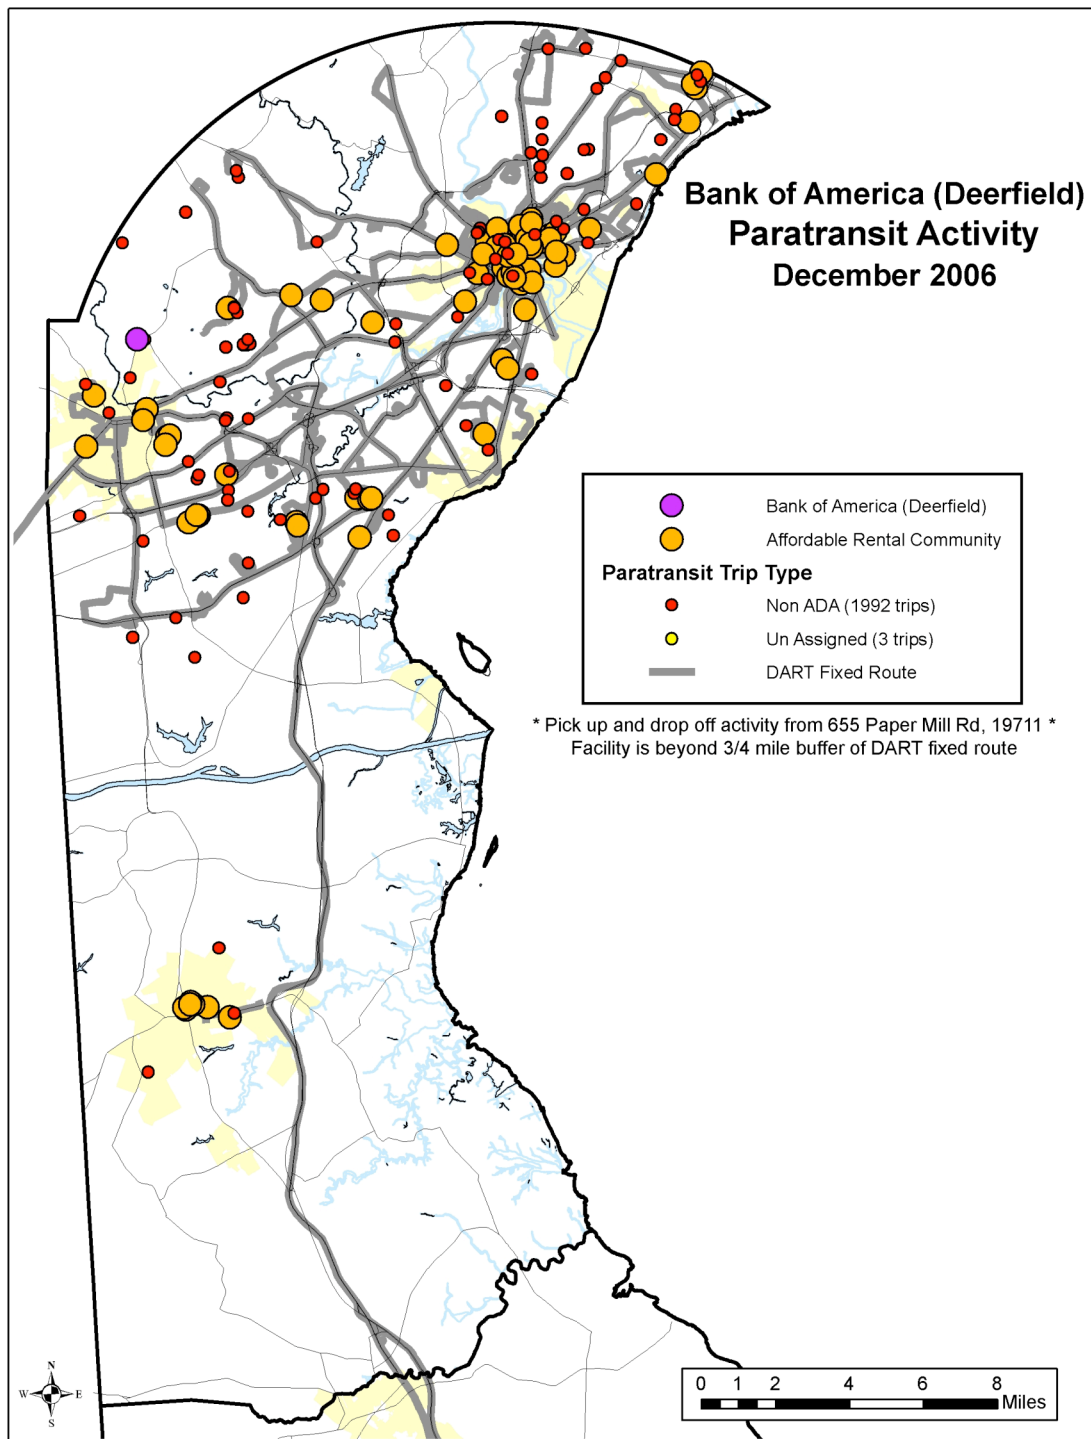 Bank of America (Deerfield)
Paratransit Activity
December 2006
Bank of America (Deerfield)
Affordable Rental Community
Paratransit Trip Type
Non ADA (1992 trips)
Un Assigned (3 trips)
DART Fixed Route
* Pick up and drop off activity from 655 Paper Mill Rd, 19711 *
Facility is beyond 3/4 mile buffer of DART fixed route
N
W E
S
0 1 2 4 6 8
Miles